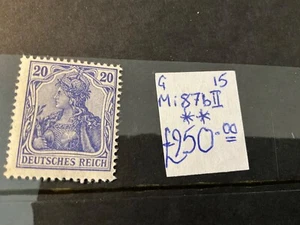 20 20
DEUTSCHES REICH
G 15
Mi 87b II
**
£250.00